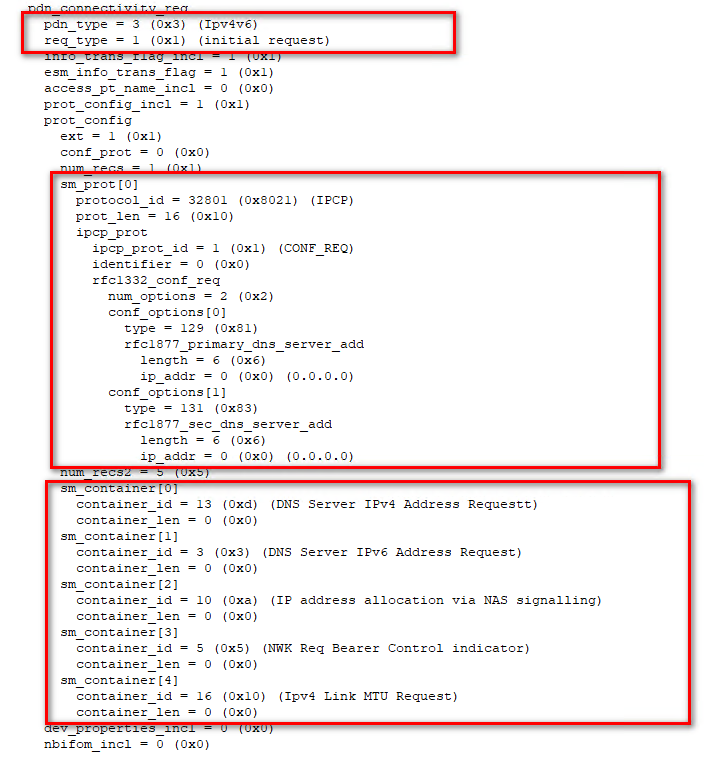 pdn_connectivity_req
pdn_type = 3 (0x3) (Ipv4v6)
req_type = 1 (0x1) (initial request)
info_trans_flag_incl = 1 (0x1)
esm_info_trans_flag = 1 (0x1)
access_pt_name_incl = 0 (0x0)
prot_config_incl = 1 (0x1)
prot_config
ext = 1 (0x1)
conf_prot = 0 (0x0)
num_recs = 1 (0x1)
sm_prot[0]
protocol_id = 32801 (0x8021) (IPCP)
prot_len = 16 (0x10)
ipcp_prot
ipcp_prot_id = 1 (0x1) (CONF_REQ)
identifier = 0 (0x0)
rfc1332_conf_req
num_options = 2 (0x2)
conf_options[0]
type = 129 (0x81)
rfc1877_primary_dns_server_add
length = 6 (0x6)
ip_addr = 0 (0x0) (0.0.0.0)
conf_options[1]
type = 131 (0x83)
rfc1877_sec_dns_server_add
length = 6 (0x6)
ip_addr = 0 (0x0) (0.0.0.0)
num_recs2 = 5 (0x5)
sm_container[0]
container_id = 13 (0xd) (DNS Server IPv4 Address Requestt)
container_len = 0 (0x0)
sm_container[1]
container_id = 3 (0x3) (DNS Server IPv6 Address Request)
container_len = 0 (0x0)
sm_container[2]
container_id = 10 (0xa) (IP address allocation via NAS signalling)
container_len = 0 (0x0)
sm_container[3]
container_id = 5 (0x5) (NWK Req Bearer Control indicator)
container_len = 0 (0x0)
sm_container[4]
container_id = 16 (0x10) (Ipv4 Link MTU Request)
container_len = 0 (0x0)
dev_properties_incl = 0 (0x0)
nbifom_incl = 0 (0x0)